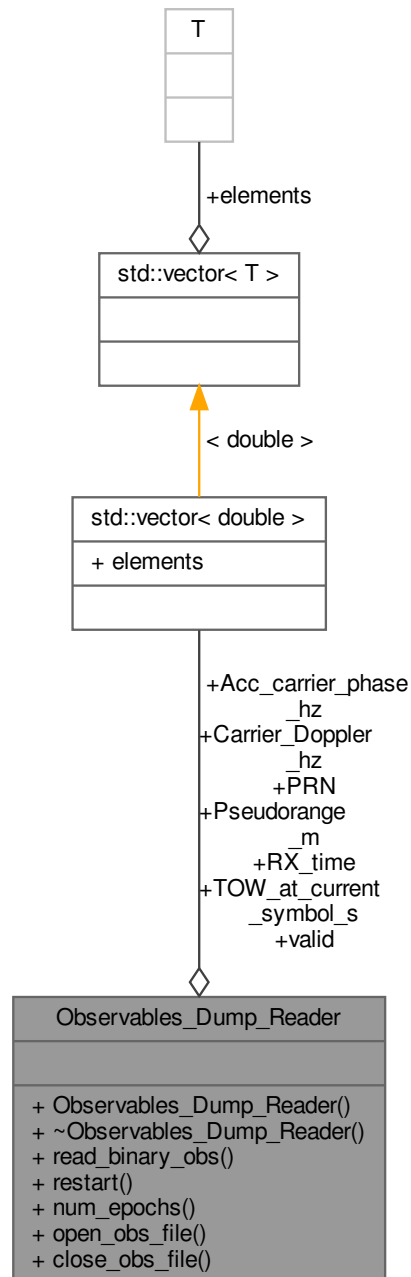 T
+elements
std::vector< T >
< double >
std::vector< double >
+ elements
+Acc_carrier_phase
_hz
+Carrier_Doppler
_hz
+PRN
+Pseudorange
_m
+RX_time
+TOW_at_current
_symbol_s
+valid
Observables_Dump_Reader
+ Observables_Dump_Reader()
+ ~Observables_Dump_Reader()
+ read_binary_obs()
+ restart()
+ num_epochs()
+ open_obs_file()
+ close_obs_file()